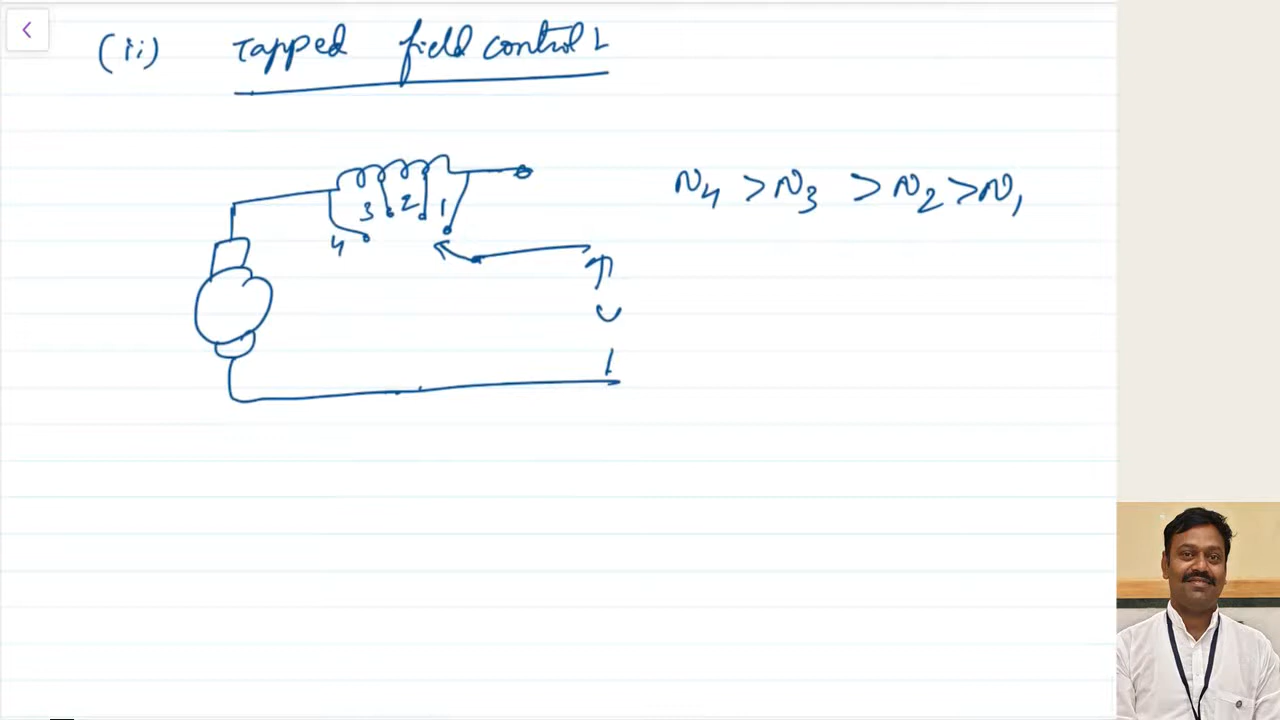 (ii) Tapped field control
N4 > N3 > N2 > N1
3 2 1
4